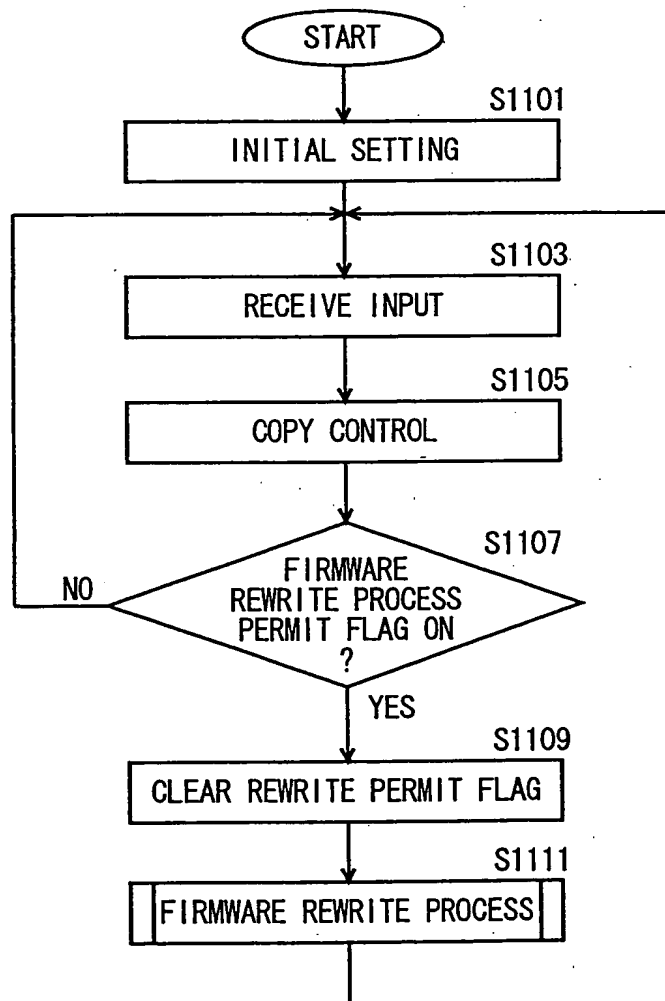 START
S1101
INITIAL SETTING
S1103
RECEIVE INPUT
S1105
COPY CONTROL
S1107
FIRMWARE
REWRITE PROCESS
PERMIT FLAG ON
?
NO
YES
S1109
CLEAR REWRITE PERMIT FLAG
S1111
FIRMWARE REWRITE PROCESS